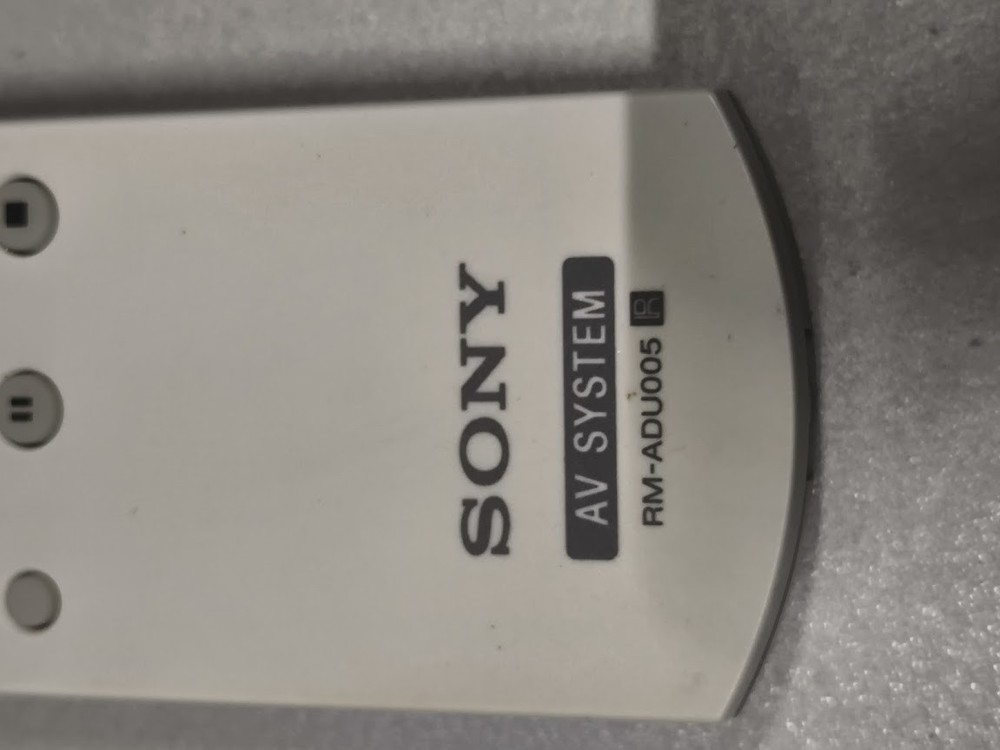 SONY
AV SYSTEM
RM-ADU005 R